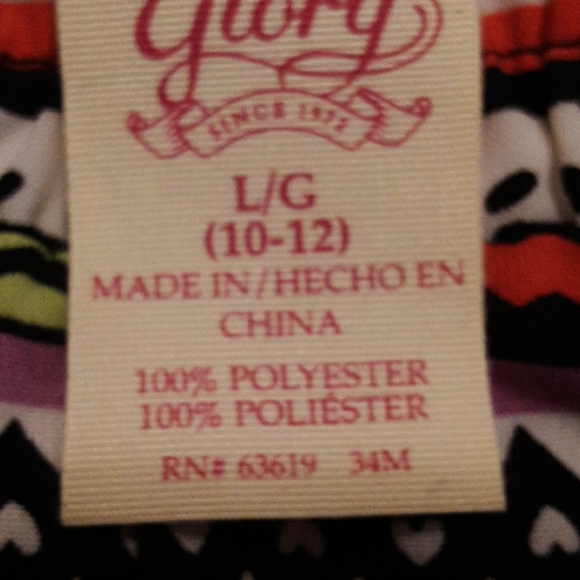 Glory
SINCE 1972
L/G
(10-12)
MADE IN/HECHO EN
CHINA
100% POLYESTER
100% POLIÉSTER
RN# 63619 34M